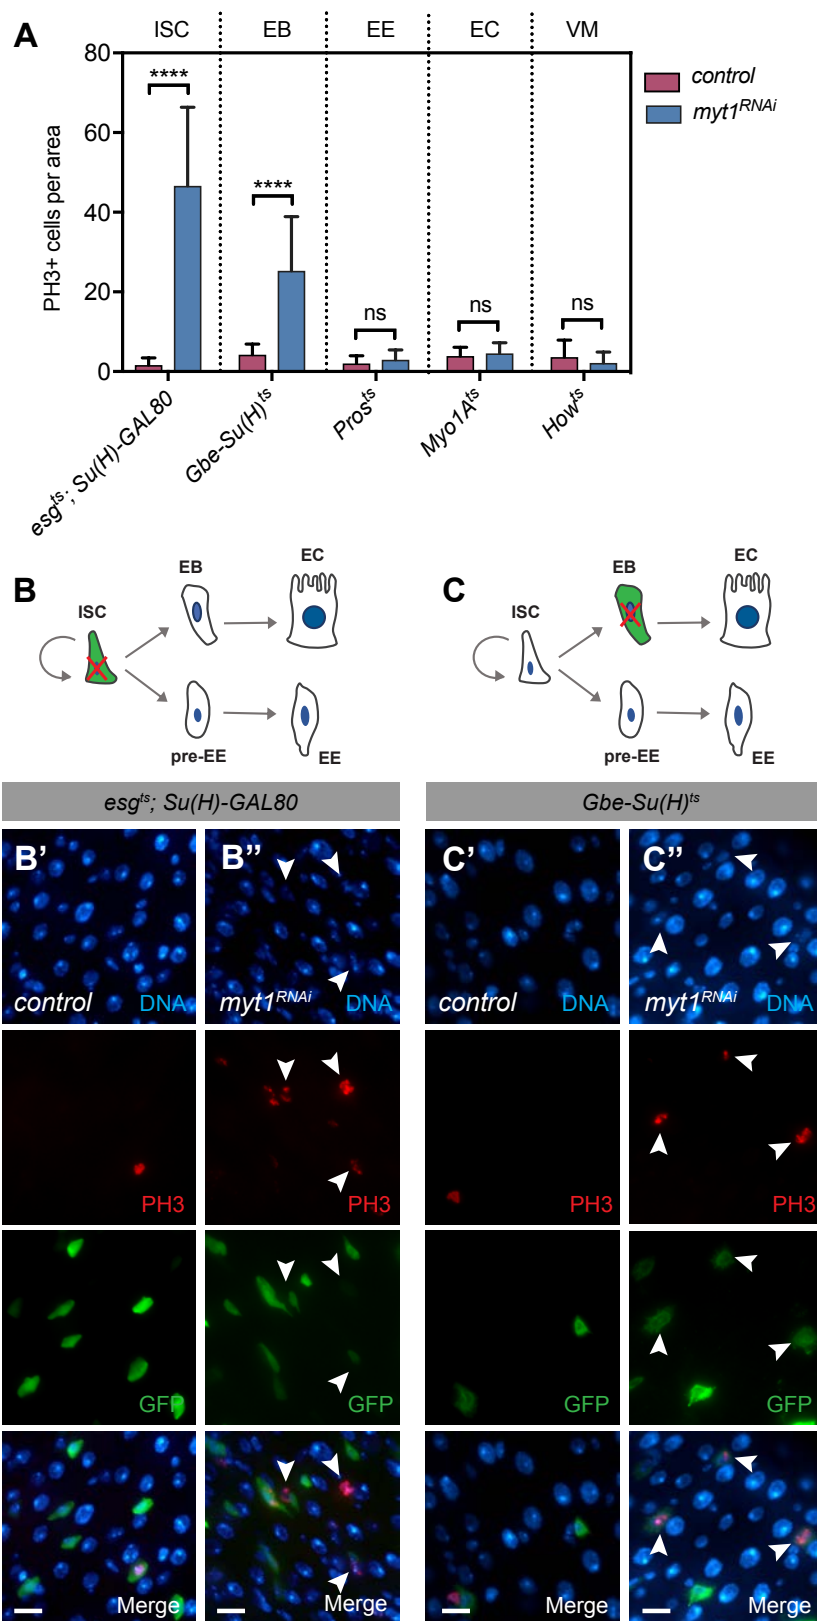 A
ISC EB EE EC VM
PH3+ cells per area
80
60
40
20
0
****
****
ns
ns
ns
control
myt1RNAi
esgts; Su(H)-GAL80
Gbe-Su(H)ts
Prosts
Myo1Ats
Howts
B
ISC
EB
EC
pre-EE
EE
C
ISC
EB
EC
pre-EE
EE
esgts; Su(H)-GAL80
Gbe-Su(H)ts
B'
control DNA
B''
myt1RNAi DNA
C'
control DNA
C''
myt1RNAi DNA
PH3
PH3
PH3
PH3
GFP
GFP
GFP
GFP
Merge
Merge
Merge
Merge